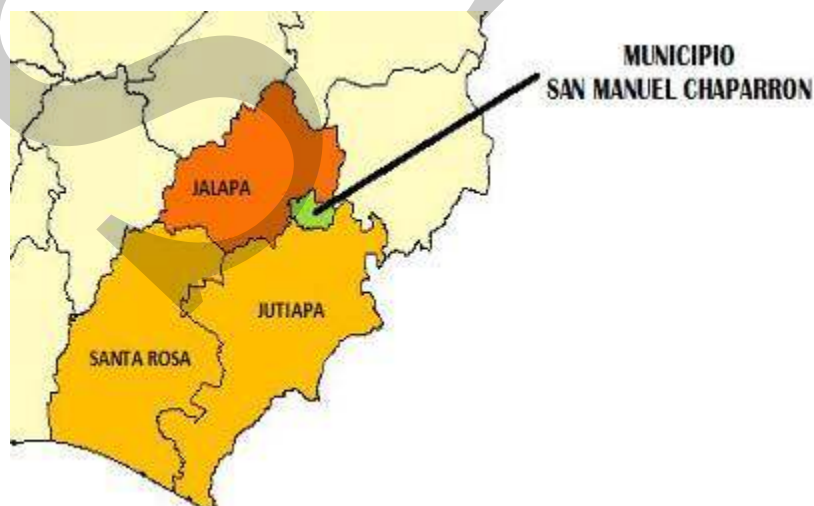 MUNICIPIO
SAN MANUEL CHAPARRON
JALAPA
JUTIAPA
SANTA ROSA